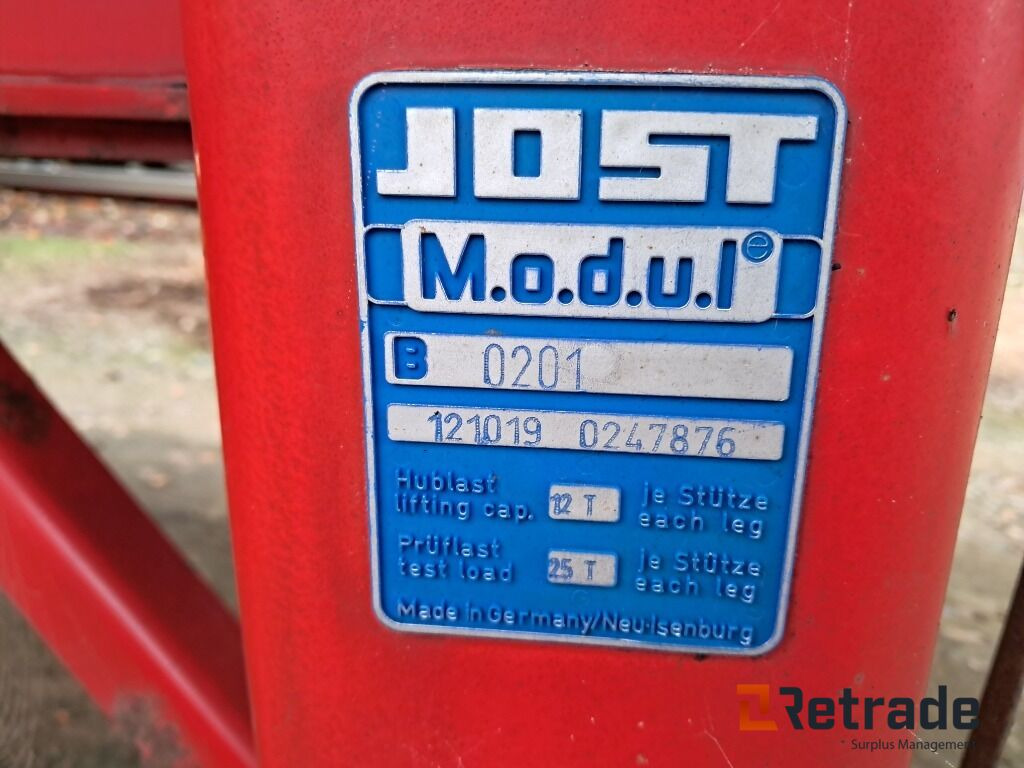 JOST
M.o.d.u.l e
B 0201
121019 0247876
Hublast
lifting cap. 12 T je Stütze
each leg
Prüflast
test load 25 T je Stütze
each leg
Made in Germany/Neu-Isenburg
Retrade
* Surplus Management